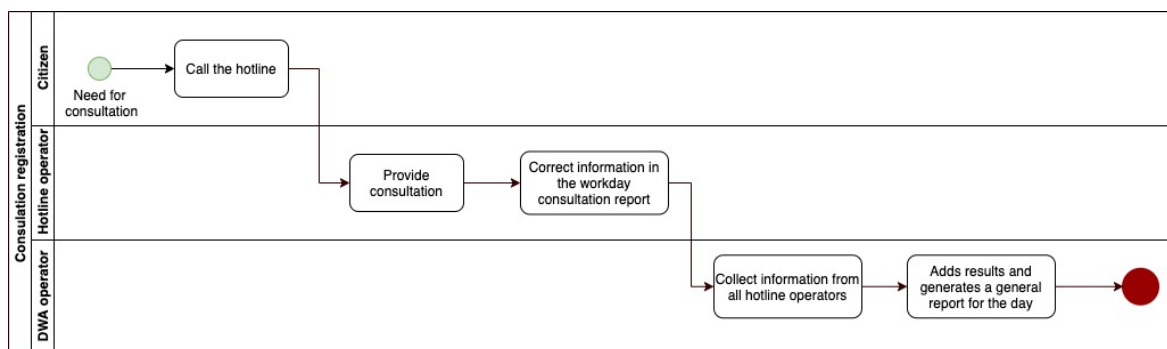 Consulation registration
Citizen
Need for
consultation
Call the hotline
Hotline operator
Provide
consultation
Correct information in
the workday
consultation report
DWA operator
Collect information from
all hotline operators
Adds results and
generates a general
report for the day